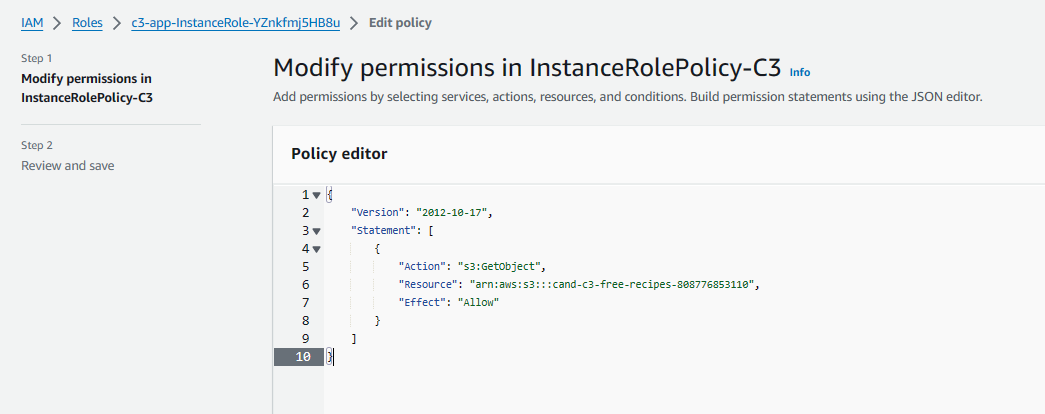 IAM > Roles > c3-app-InstanceRole-YZnkfmj5HB8u > Edit policy
Step 1
Modify permissions in
InstanceRolePolicy-C3
Step 2
Review and save
Modify permissions in InstanceRolePolicy-C3 Info
Add permissions by selecting services, actions, resources, and conditions. Build permission statements using the JSON editor.
Policy editor
1 {
2 "Version": "2012-10-17",
3 "Statement": [
4 {
5 "Action": "s3:GetObject",
6 "Resource": "arn:aws:s3:::cand-c3-free-recipes-808776853110",
7 "Effect": "Allow"
8 }
9 ]
10 }